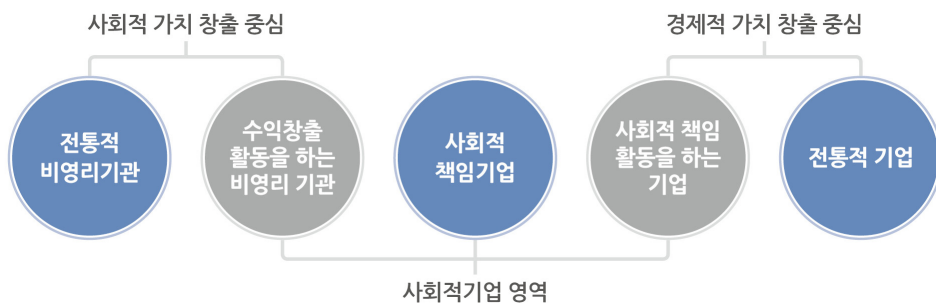 사회적 가치 창출 중심
경제적 가치 창출 중심
전통적
비영리기관
수익창출
활동을 하는
비영리 기관
사회적
책임기업
사회적 책임
활동을 하는
기업
전통적 기업
사회적기업 영역